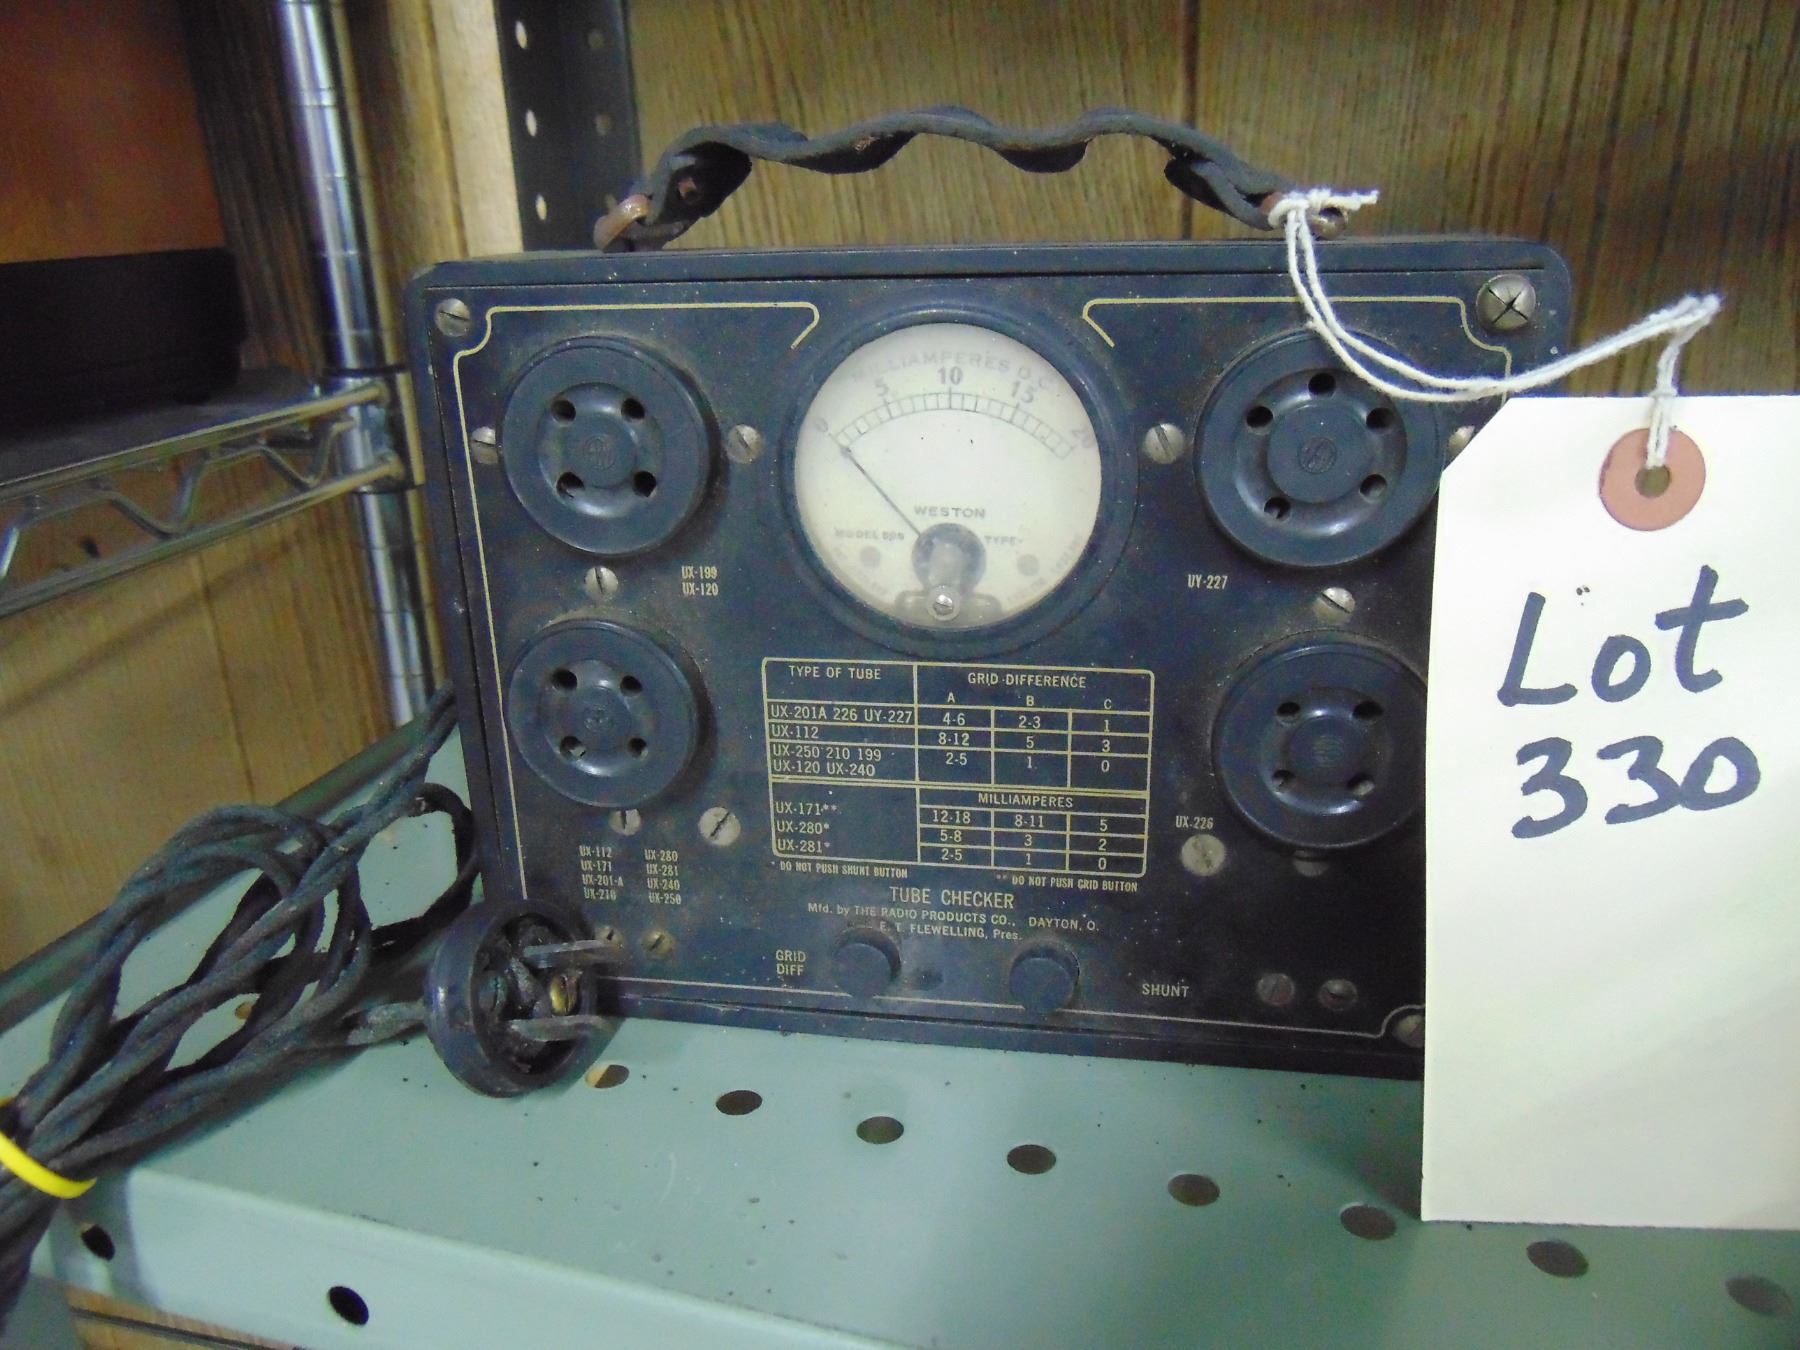 MILLIAMPERES D.C.
0 5 10 15 20
WESTON
MODEL 506 TYPE
UX-199
UX-120
UY-227
TYPE OF TUBE GRID DIFFERENCE
A B C
UX-201A 226 UY-227 4-6 2-3 1
UX-112 8-12 5 3
UX-250 210 199 2-5 1 0
UX-120 UX-240
MILLIAMPERES
UX-171** 12-18 8-11 5
UX-280* 5-8 3 2
UX-281* 2-5 1 0
* DO NOT PUSH SHUNT BUTTON
** DO NOT PUSH GRID BUTTON
UX-226
UX-112 UX-280
UX-171 UX-281
UX-201-A UX-240
UX-210 UX-250
TUBE CHECKER
Mfd. by THE RADIO PRODUCTS CO., DAYTON, O.
E. T. FLEWELLING, Pres.
GRID
DIFF
SHUNT
Lot
330